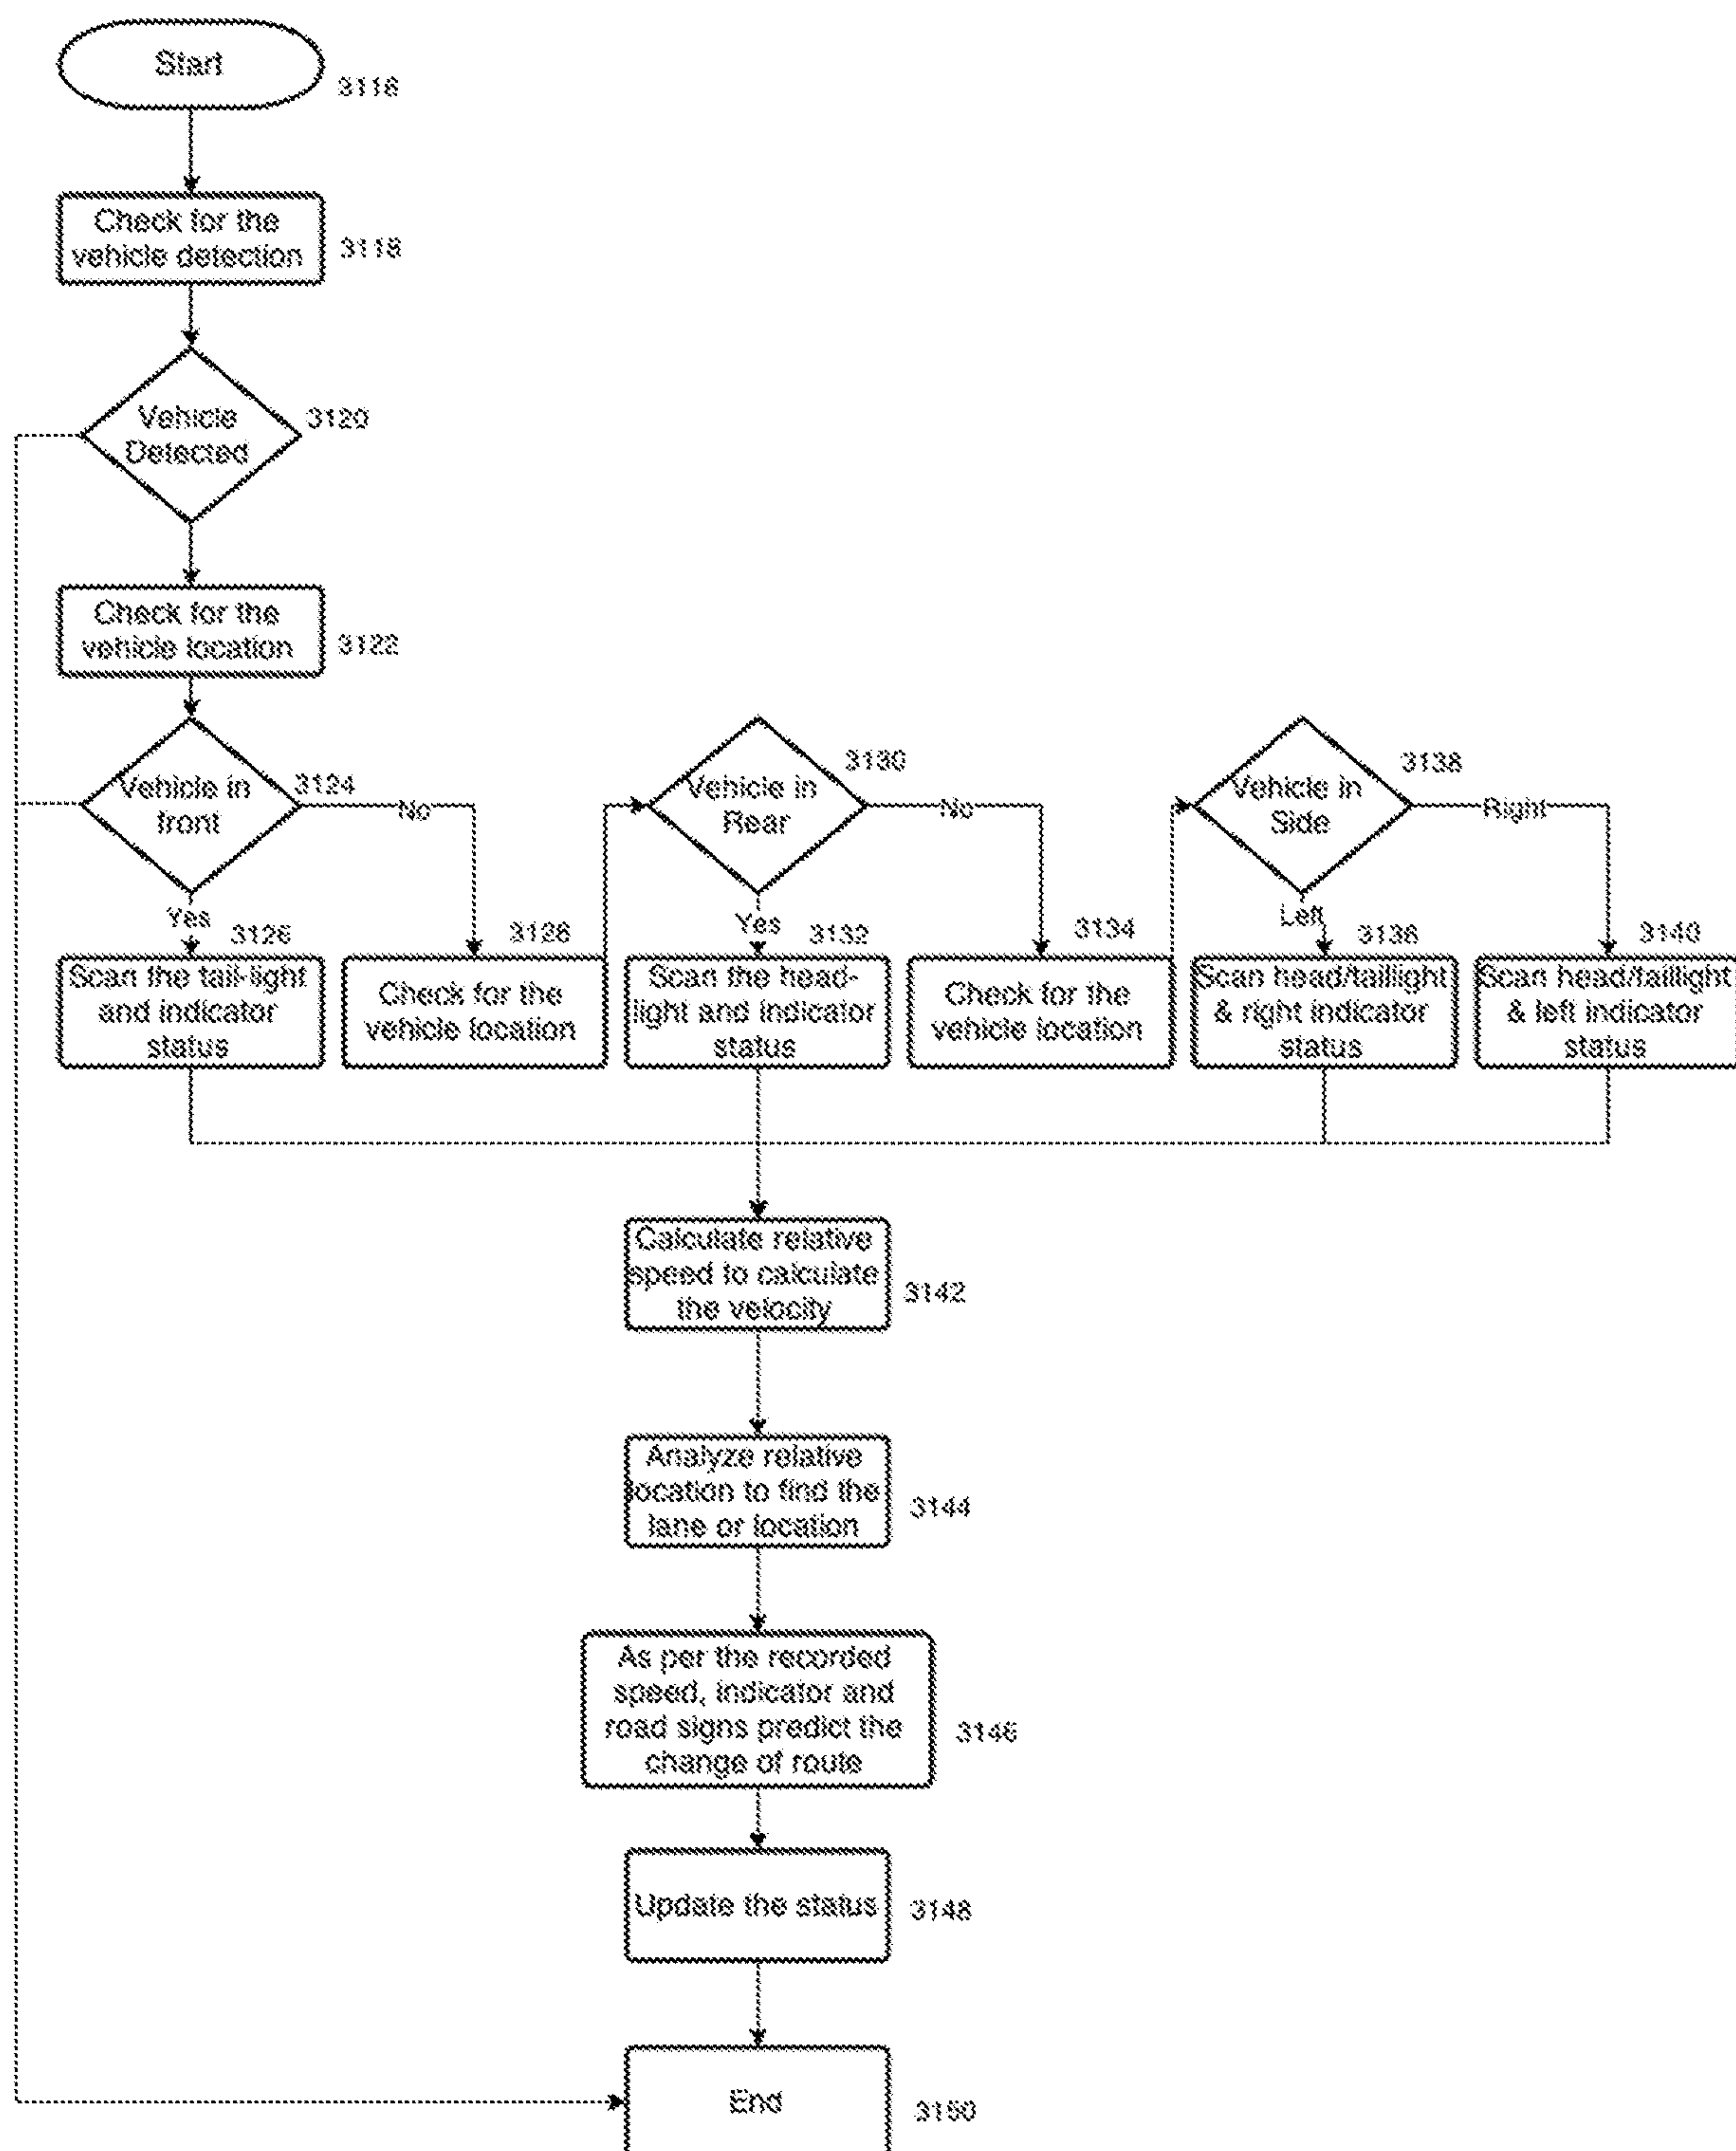 Start
3116
Check for the
vehicle detection
3118
Vehicle
Detected
3120
Check for the
vehicle location
3122
Vehicle in
front
3124
No
Yes
3126
Scan the tail-light
and indicator
status
3128
Check for the
vehicle location
Vehicle in
Rear
3130
No
Yes
3132
Scan the head-
light and indicator
status
3134
Check for the
vehicle location
Vehicle in
Side
3138
Right
Left
3136
Scan head/taillight
& right indicator
status
3140
Scan head/taillight
& left indicator
status
Calculate relative
speed to calculate
the velocity
3142
Analyze relative
location to find the
lane or location
3144
As per the recorded
speed, indicator and
road signs predict the
change of route
3146
Update the status
3148
End
3150